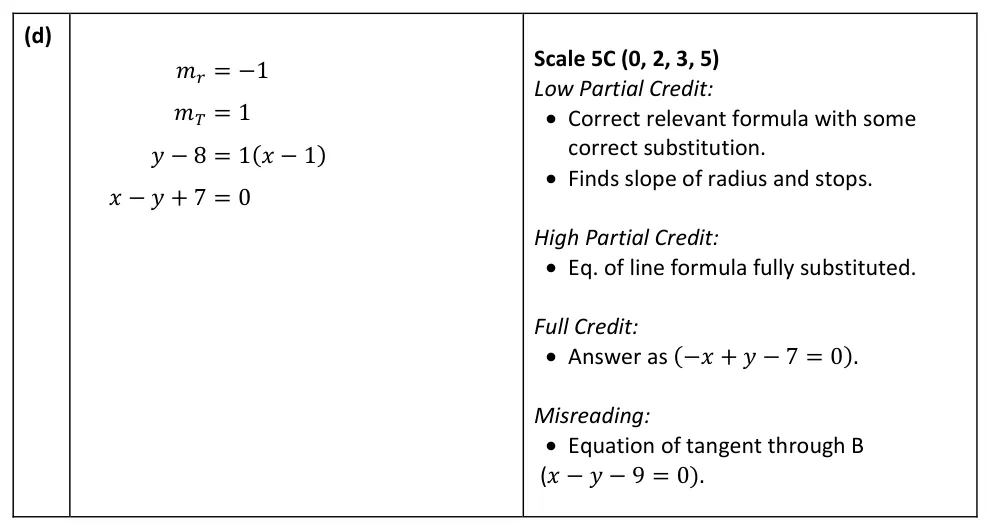 (d)
m_r = −1
m_T = 1
y − 8 = 1(x − 1)
x − y + 7 = 0
Scale 5C (0, 2, 3, 5)
Low Partial Credit:
• Correct relevant formula with some
correct substitution.
• Finds slope of radius and stops.
High Partial Credit:
• Eq. of line formula fully substituted.
Full Credit:
• Answer as (−x + y − 7 = 0).
Misreading:
• Equation of tangent through B
(x − y − 9 = 0).